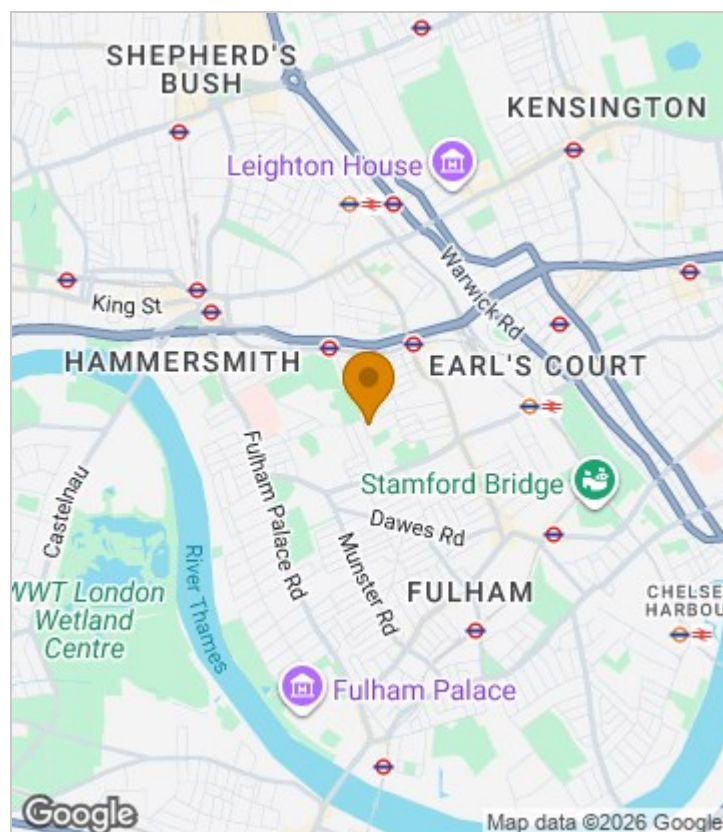 SHEPHERD'S
BUSH
KENSINGTON
Leighton House
Warwick Rd
King St
HAMMERSMITH
EARL'S COURT
Fulham Palace Rd
Stamford Bridge
Castelnau
Dawes Rd
River Thames
Munster Rd
WWT London
Wetland
Centre
FULHAM
CHELSE
HARBOU
Fulham Palace
Google
Map data ©2026 Google